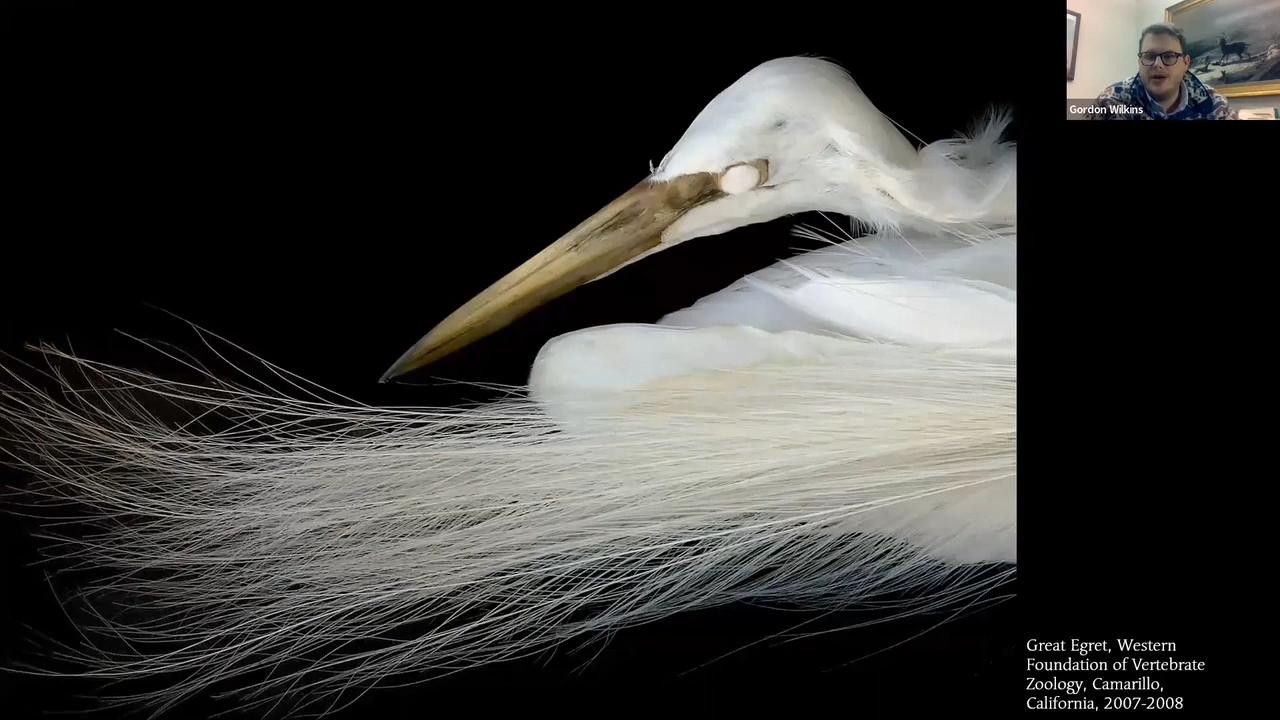 Gordon Wilkins
Great Egret, Western
Foundation of Vertebrate
Zoology, Camarillo,
California, 2007-2008